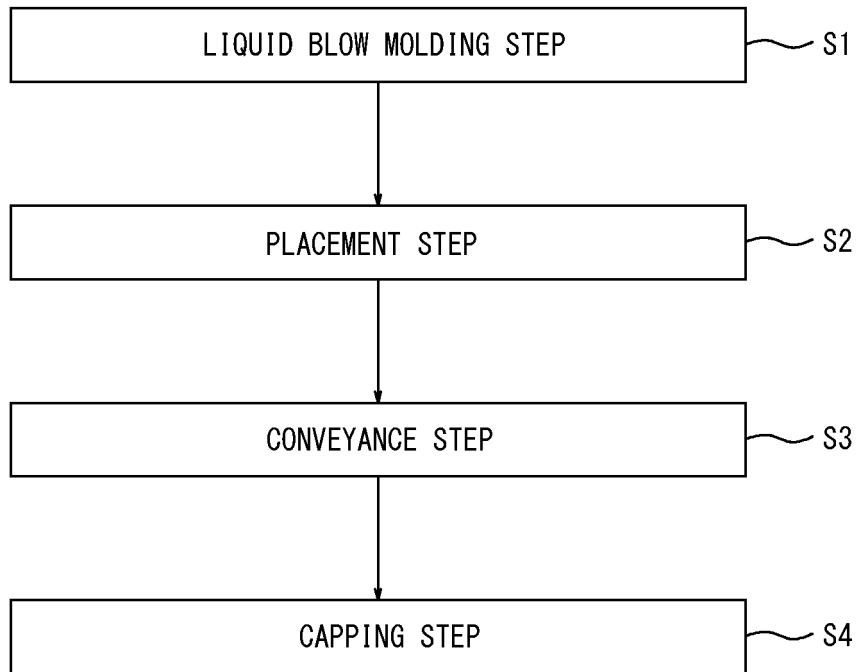 LIQUID BLOW MOLDING STEP S1
PLACEMENT STEP S2
CONVEYANCE STEP S3
CAPPING STEP S4